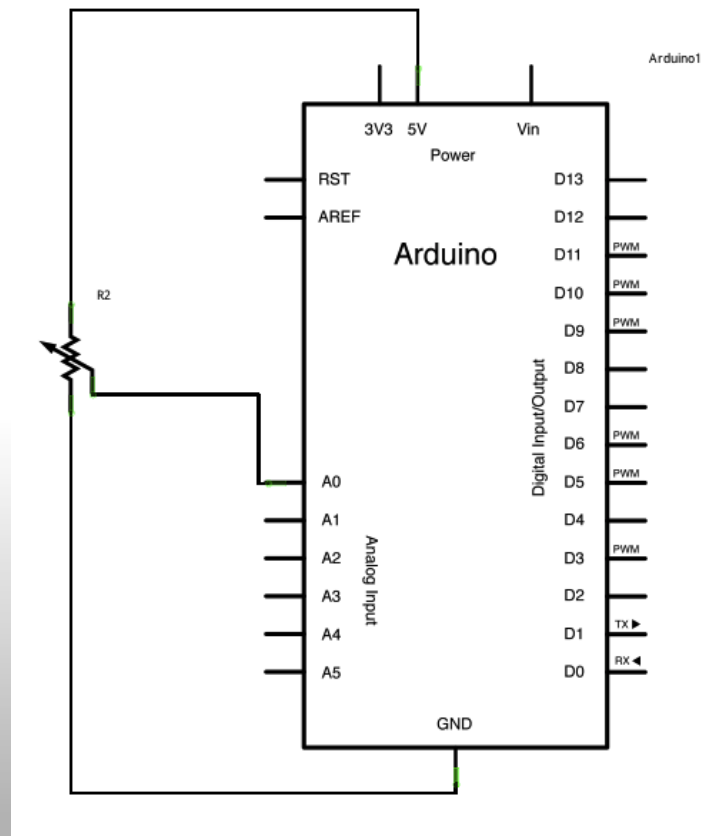 Arduino1
3V3 5V Vin
Power
RST D13
AREF D12
Arduino
D11 PWM
D10 PWM
R2
D9 PWM
D8
D7
Digital Input/Output
D6 PWM
A0 D5 PWM
A1 D4
Analog Input
A2 D3 PWM
A3 D2
A4 D1 TX ▶
A5 D0 RX ◀
GND